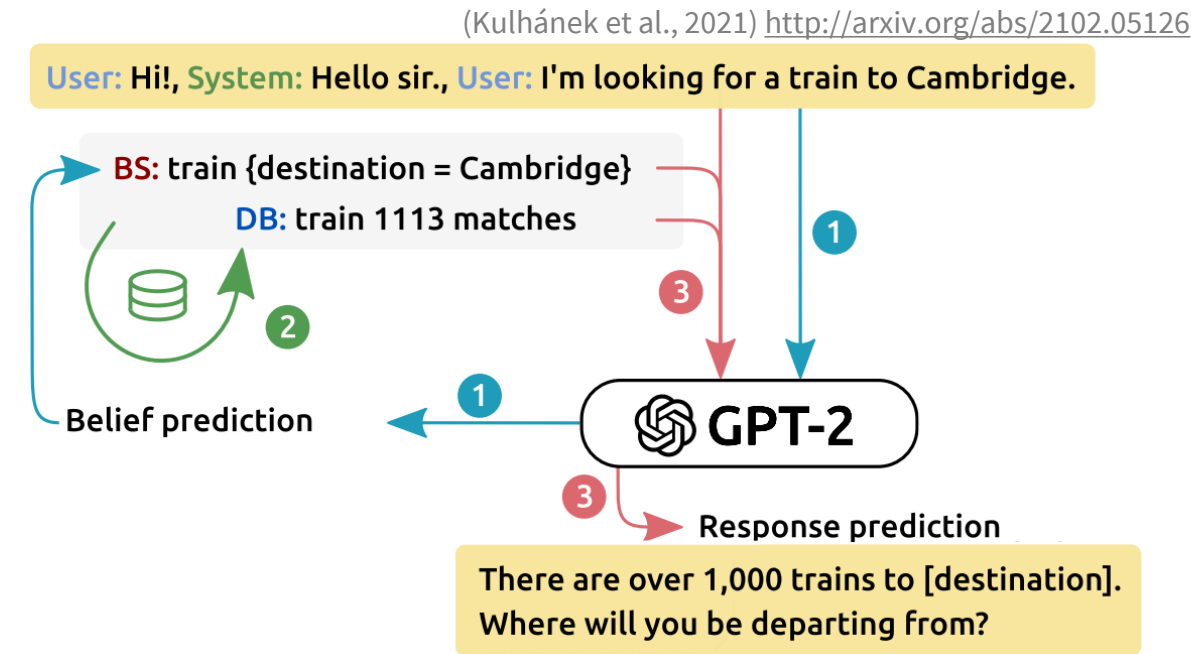 (Kulhánek et al., 2021) http://arxiv.org/abs/2102.05126
User: Hi!, System: Hello sir., User: I'm looking for a train to Cambridge.
BS: train {destination = Cambridge}
DB: train 1113 matches
1
3
2
1
Belief prediction
GPT-2
3
Response prediction
There are over 1,000 trains to [destination].
Where will you be departing from?